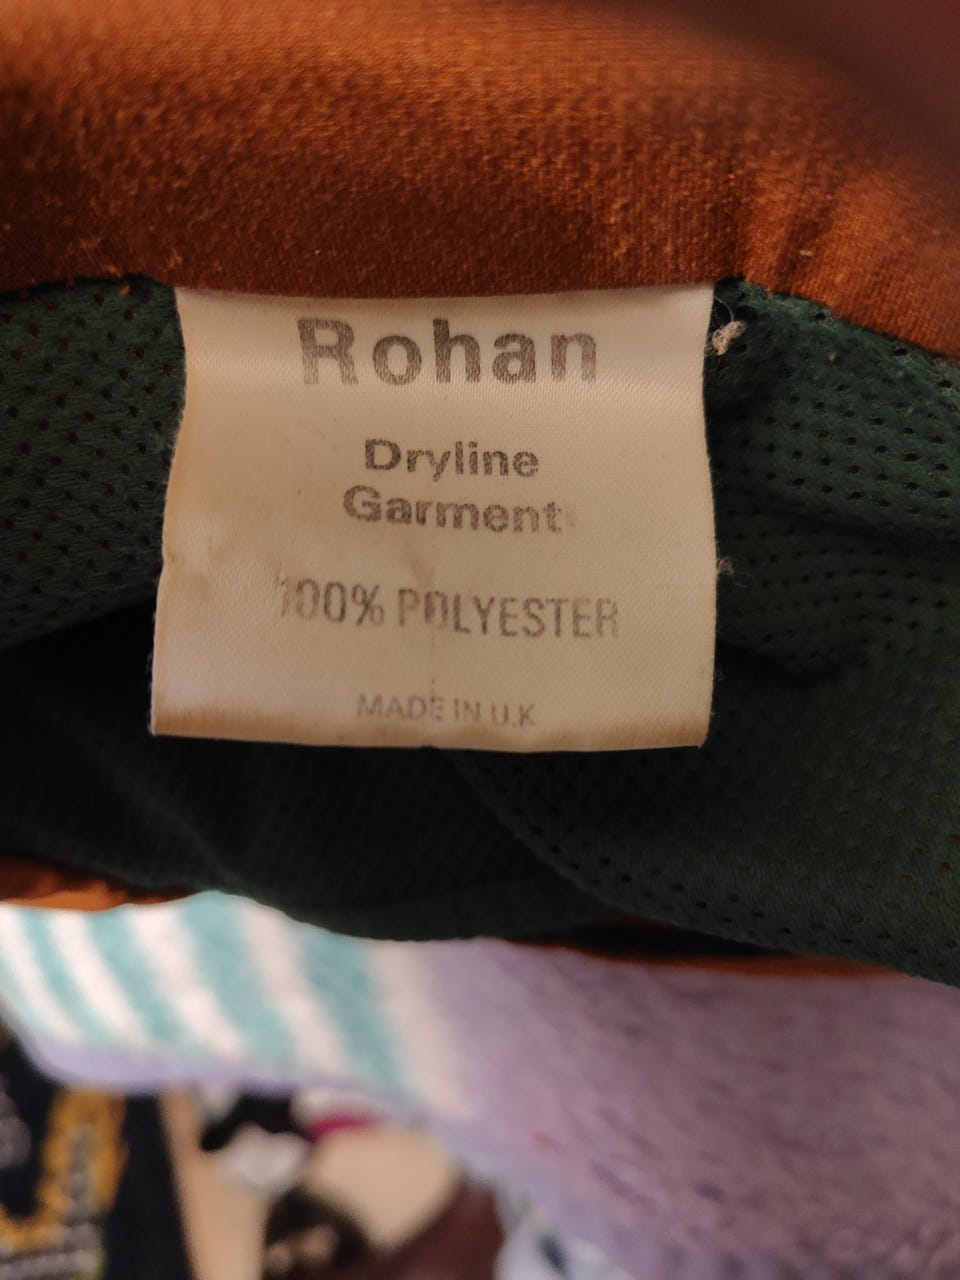 Rohan
Dryline
Garment
100% POLYESTER
MADE IN U.K